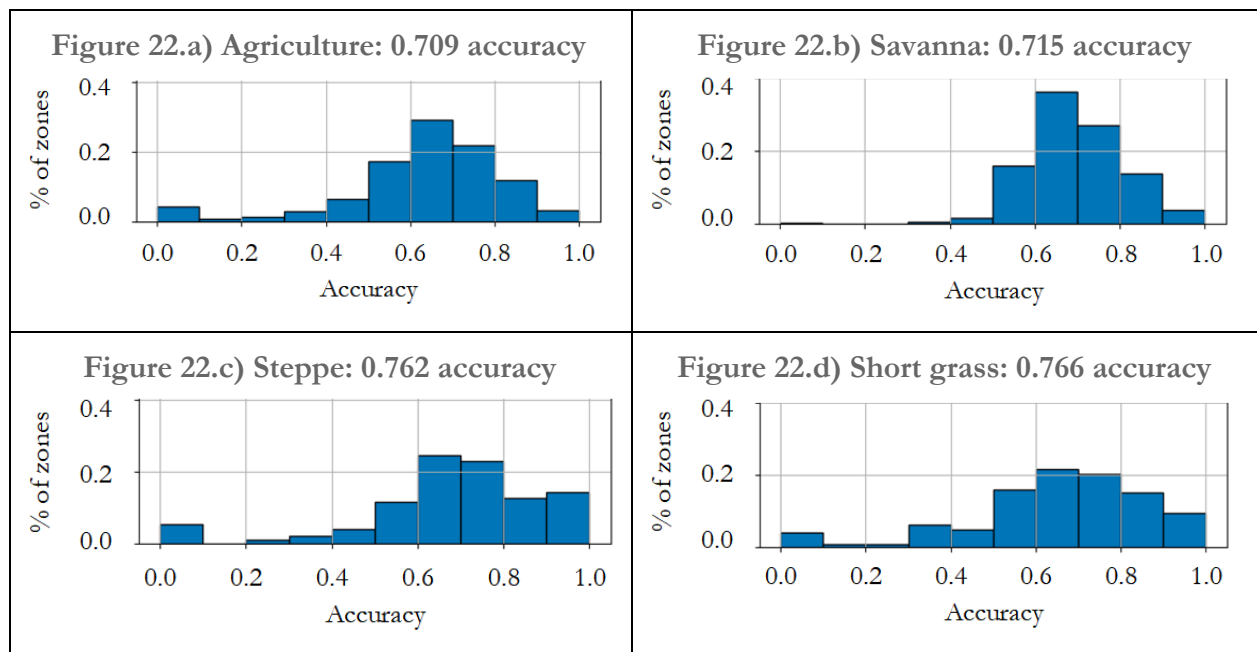 Figure 22.a) Agriculture: 0.709 accuracy
% of zones
0.4
0.2
0.0
0.0 0.2 0.4 0.6 0.8 1.0
Accuracy
Figure 22.b) Savanna: 0.715 accuracy
% of zones
0.4
0.2
0.0
0.0 0.2 0.4 0.6 0.8 1.0
Accuracy
Figure 22.c) Steppe: 0.762 accuracy
% of zones
0.4
0.2
0.0
0.0 0.2 0.4 0.6 0.8 1.0
Accuracy
Figure 22.d) Short grass: 0.766 accuracy
% of zones
0.4
0.2
0.0
0.0 0.2 0.4 0.6 0.8 1.0
Accuracy